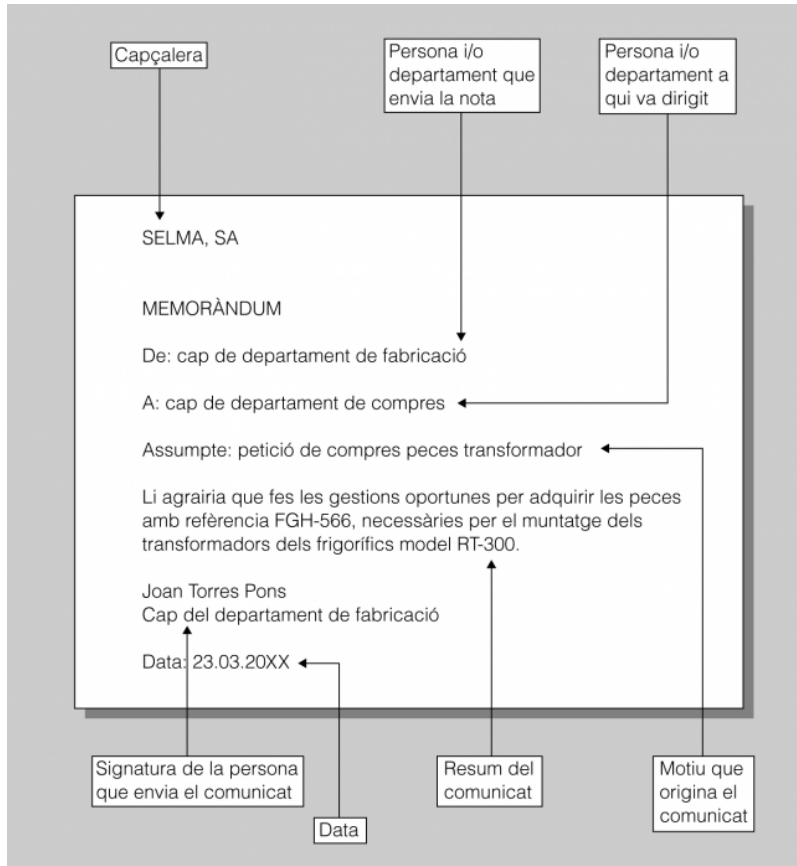 Capçalera
Persona i/o
departament que
envia la nota
Persona i/o
departament a
qui va dirigit
SELMA, SA
MEMORÀNDUM
De: cap de departament de fabricació
A: cap de departament de compres
Assumpte: petició de compres peces transformador
Li agrairia que fes les gestions oportunes per adquirir les peces
amb refèrencia FGH-566, necessàries per el muntatge dels
transformadors dels frigorífics model RT-300.
Joan Torres Pons
Cap del departament de fabricació
Data: 23.03.20XX
Signatura de la persona
que envia el comunicat
Data
Resum del
comunicat
Motiu que
origina el
comunicat